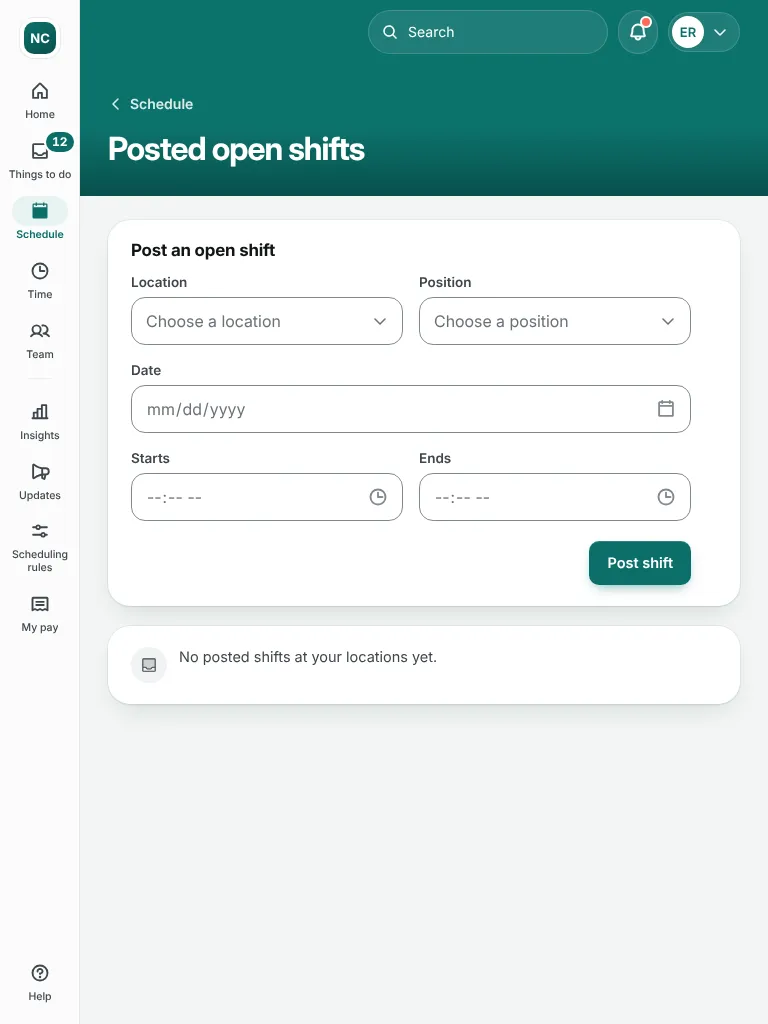 NC
Search
ER
Home
12
Things to do
Schedule
Time
Team
Insights
Updates
Scheduling
rules
My pay
Help
Schedule
Posted open shifts
Post an open shift
Location
Position
Choose a location
Choose a position
Date
mm/dd/yyyy
Starts
Ends
--:-- --
--:-- --
Post shift
No posted shifts at your locations yet.